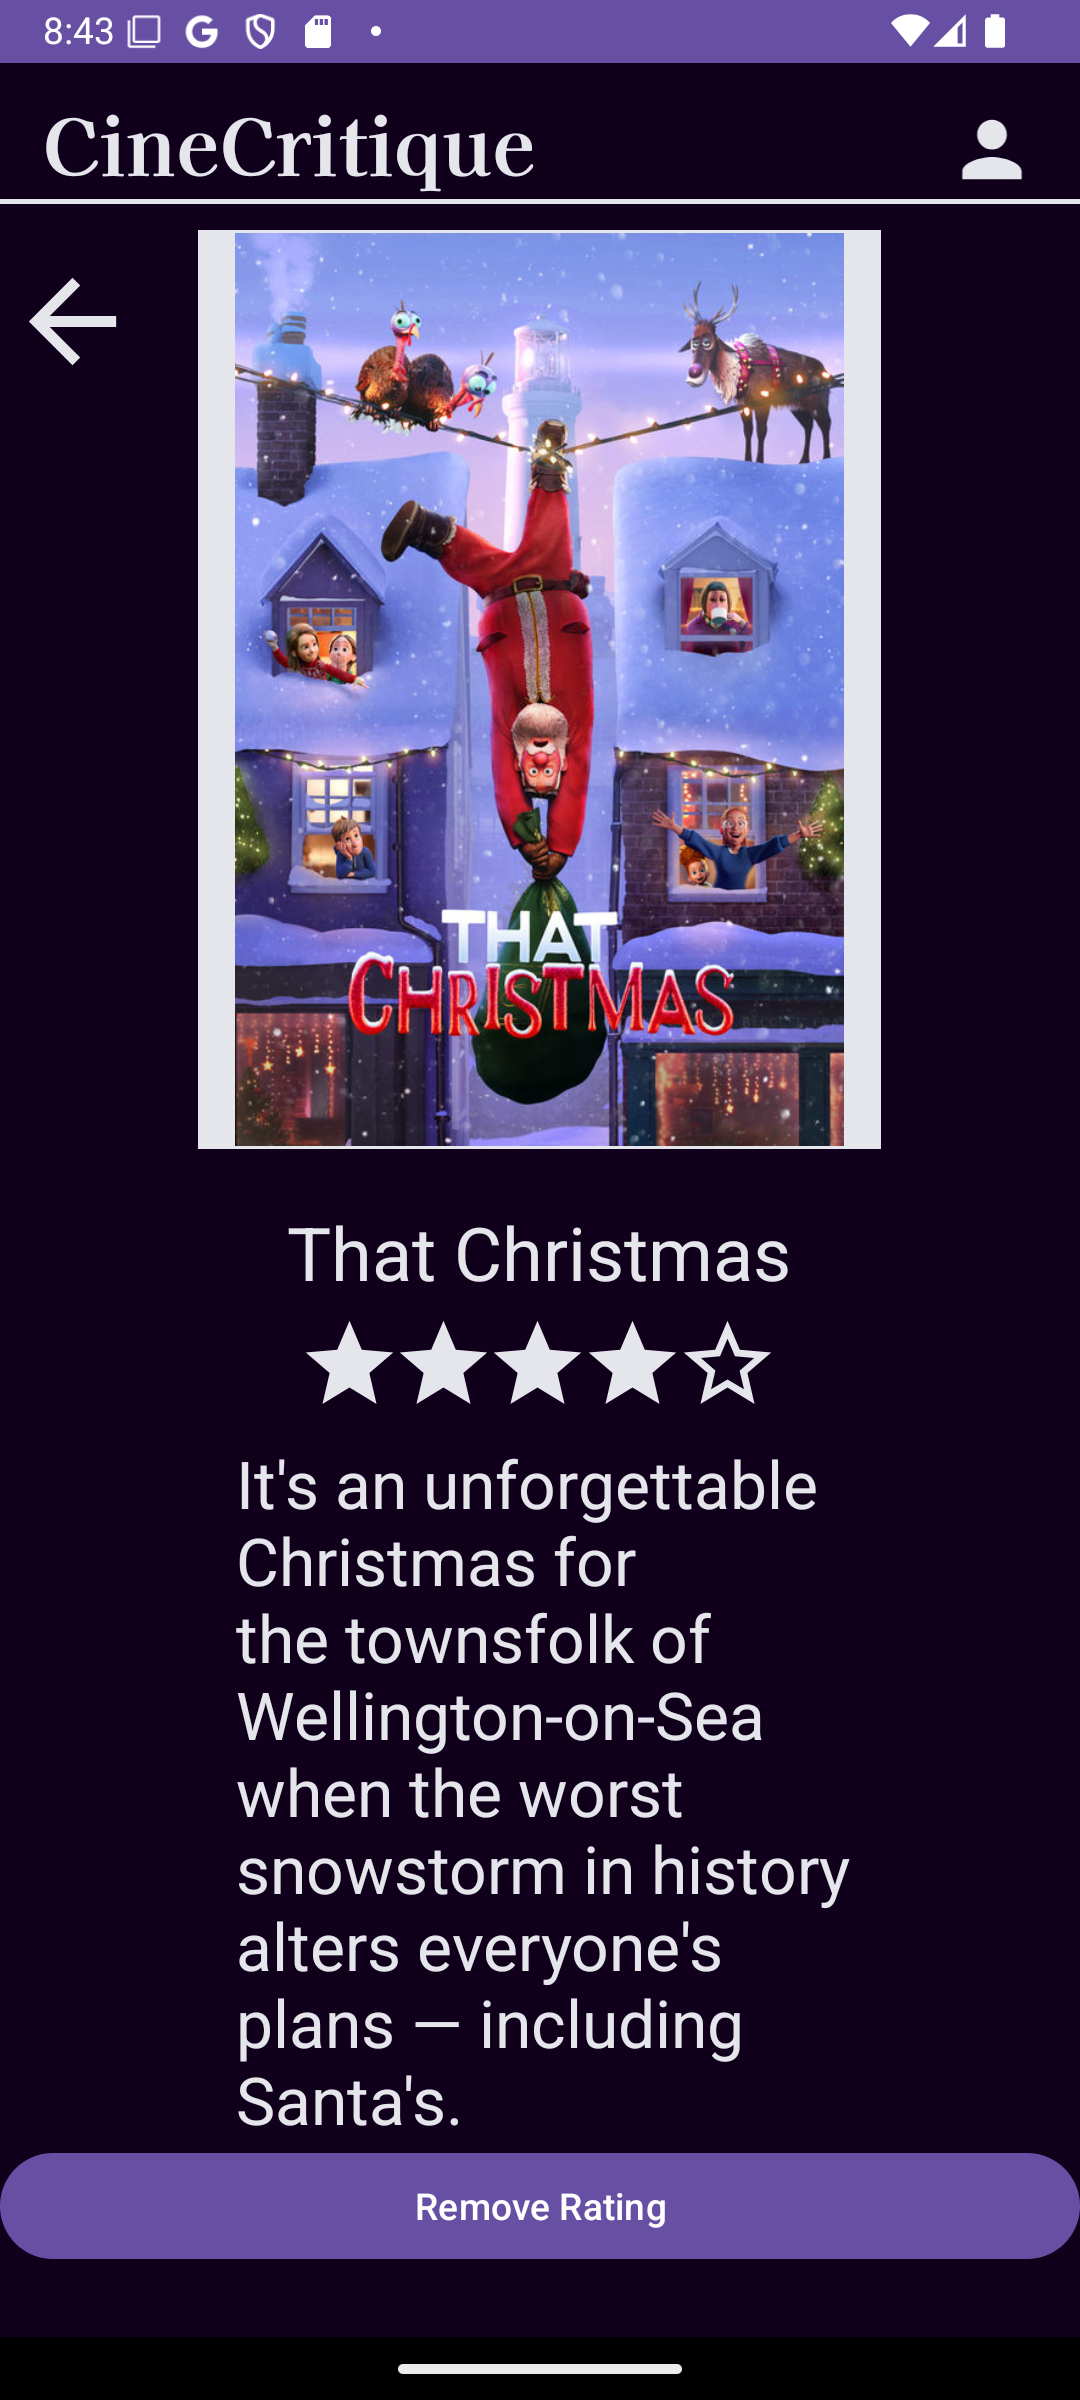 8:43
CineCritique
THAT
CHRISTMAS
That Christmas
It's an unforgettable
Christmas for
the townsfolk of
Wellington-on-Sea
when the worst
snowstorm in history
alters everyone's
plans — including
Santa's.
Remove Rating